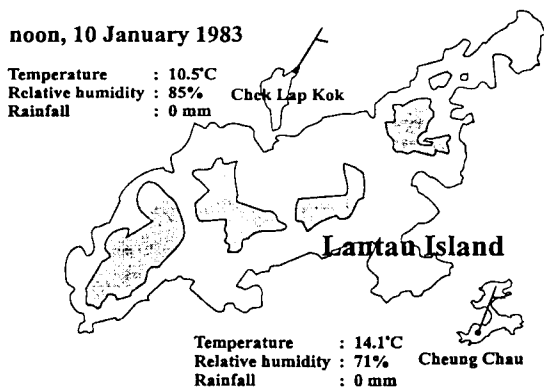 noon, 10 January 1983
Temperature : 10.5°C
Relative humidity : 85%
Rainfall : 0 mm
Chek Lap Kok
Lantau Island
Temperature : 14.1°C
Relative humidity : 71%
Rainfall : 0 mm
Cheung Chau